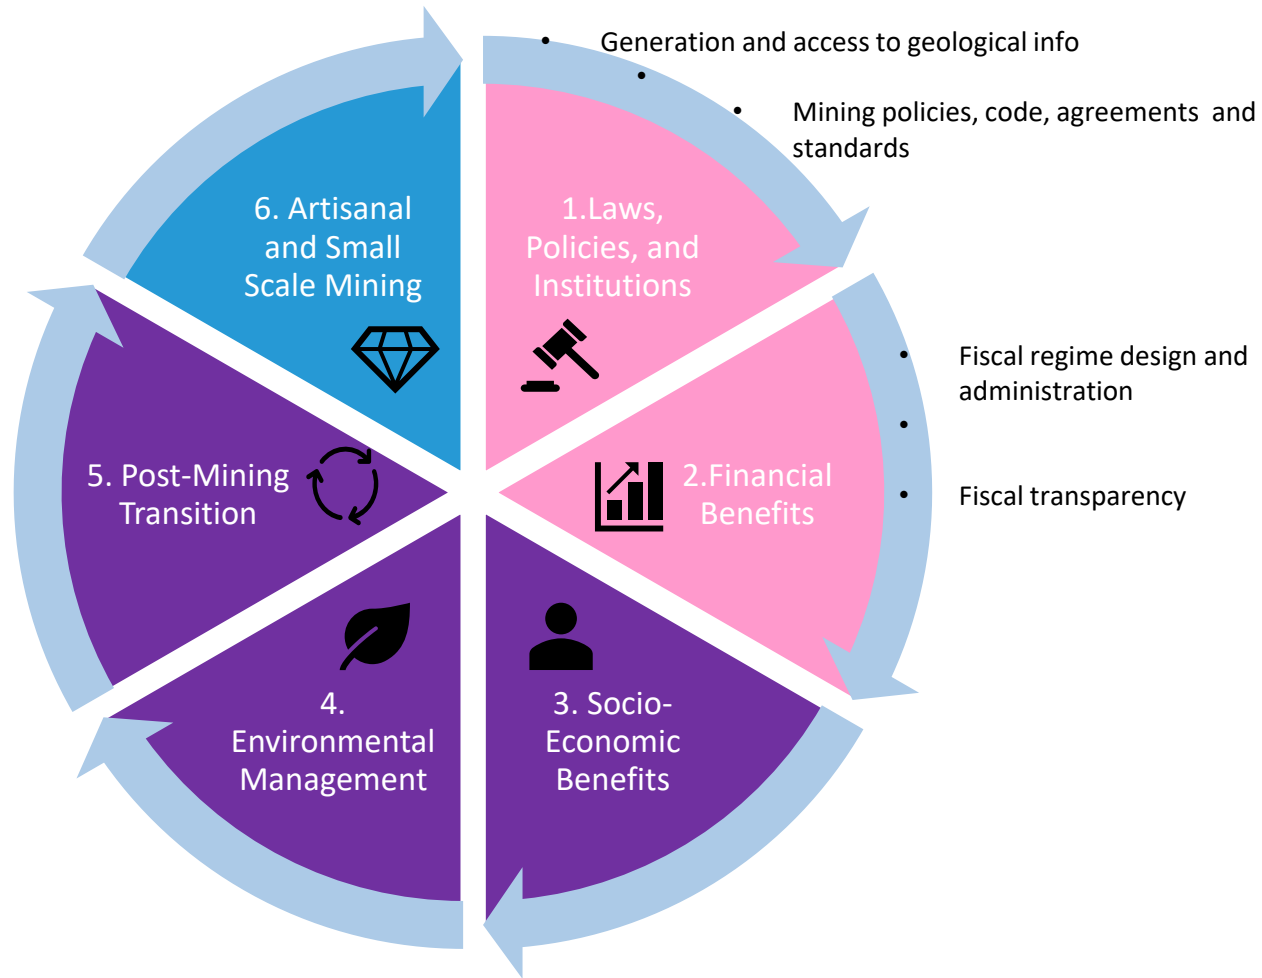 • Generation and access to geological info
•
• Mining policies, code, agreements and
standards
6. Artisanal
and Small
Scale Mining
1.Laws,
Policies, and
Institutions
• Fiscal regime design and
administration
•
• Fiscal transparency
5. Post-Mining
Transition
2.Financial
Benefits
4.
Environmental
Management
3. Socio-
Economic
Benefits